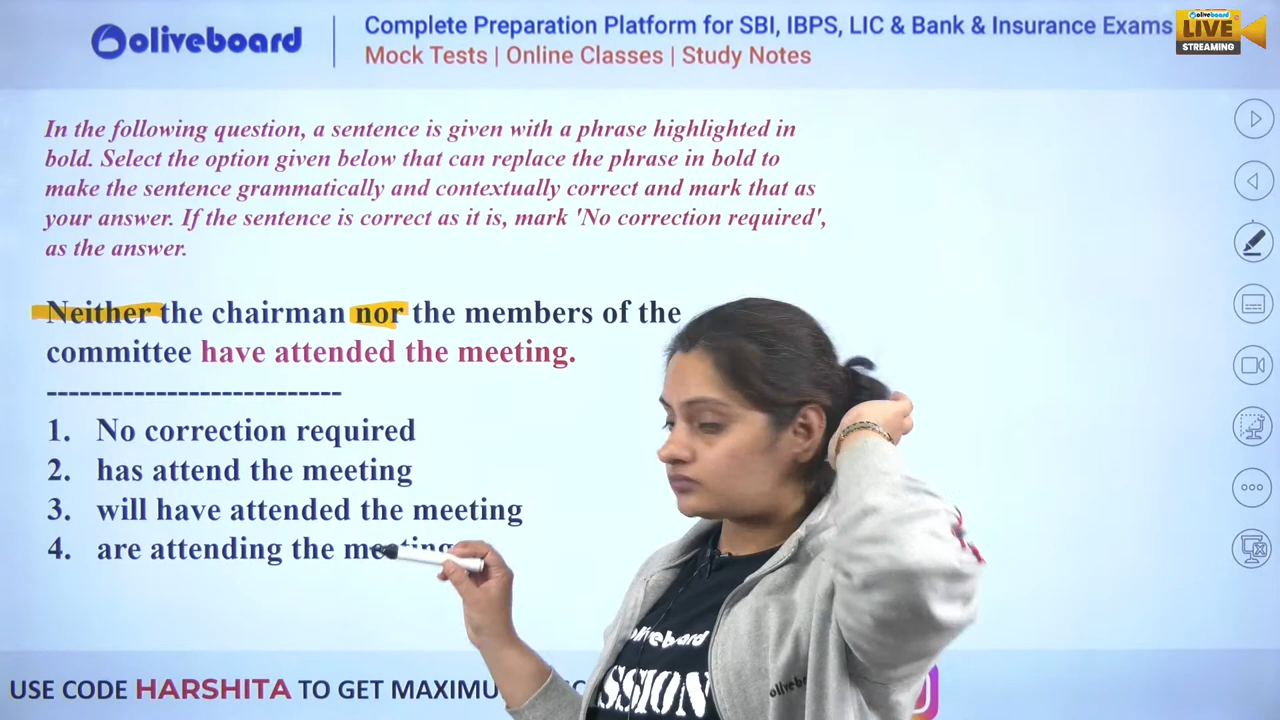 oliveboard
Complete Preparation Platform for SBI, IBPS, LIC & Bank & Insurance Exams
Mock Tests | Online Classes | Study Notes
oliveboard
LIVE
STREAMING
In the following question, a sentence is given with a phrase highlighted in
bold. Select the option given below that can replace the phrase in bold to
make the sentence grammatically and contextually correct and mark that as
your answer. If the sentence is correct as it is, mark 'No correction required',
as the answer.
Neither the chairman nor the members of the
committee have attended the meeting.
---------------------------
1. No correction required
2. has attend the meeting
3. will have attended the meeting
4. are attending the meeting
oliveboard
USE CODE HARSHITA TO GET